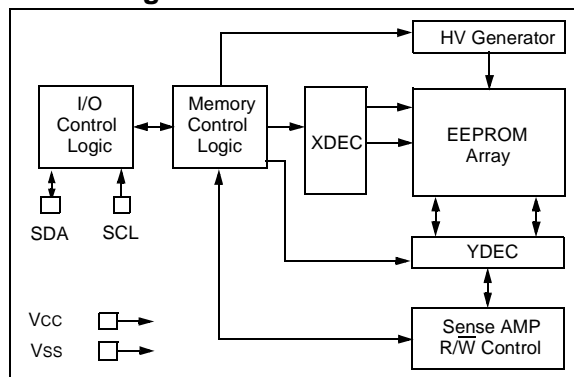 HV Generator
I/O
Control
Logic
Memory
Control
Logic
XDEC
EEPROM
Array
SDA
SCL
YDEC
VCC
VSS
Sense AMP
R/W̅ Control